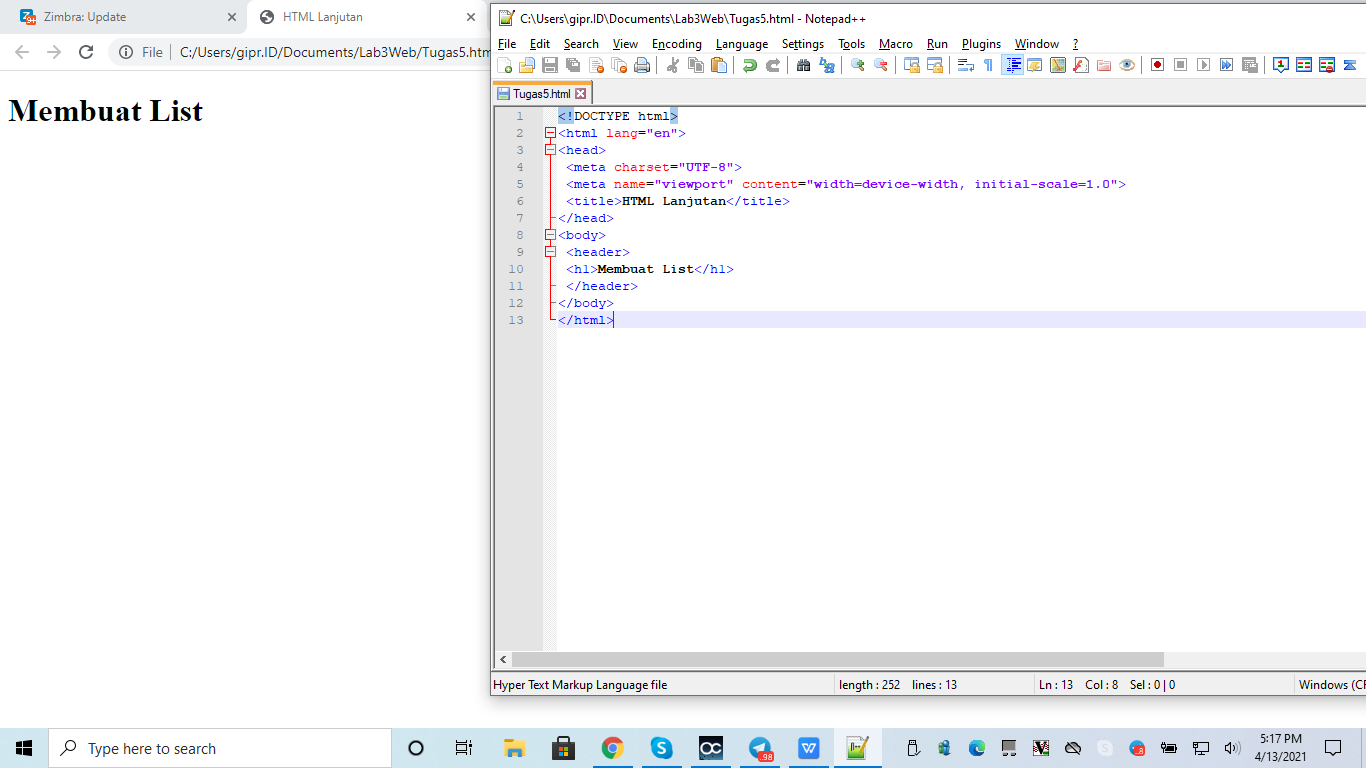 Zimbra: Update
HTML Lanjutan
File
C:/Users/gipr.ID/Documents/Lab3Web/Tugas5.htm
Membuat List
C:\Users\gipr.ID\Documents\Lab3Web\Tugas5.html - Notepad++
File Edit Search View Encoding Language Settings Tools Macro Run Plugins Window ?
Tugas5.html
1 <!DOCTYPE html>
2 <html lang="en">
3 <head>
4 <meta charset="UTF-8">
5 <meta name="viewport" content="width=device-width, initial-scale=1.0">
6 <title>HTML Lanjutan</title>
7 </head>
8 <body>
9 <header>
10 <h1>Membuat List</h1>
11 </header>
12 </body>
13 </html>
Hyper Text Markup Language file length : 252 lines : 13 Ln : 13 Col : 8 Sel : 0 | 0 Windows (CF
Type here to search
5:17 PM
4/13/2021